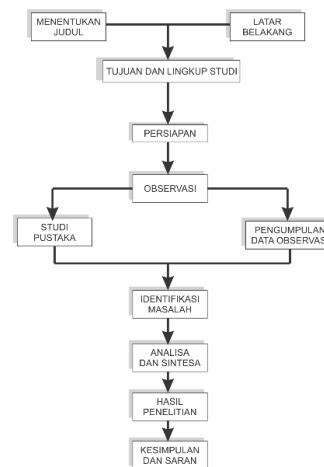 MENENTUKAN
JUDUL
LATAR
BELAKANG
TUJUAN DAN LINGKUP STUDI
PERSIAPAN
OBSERVASI
STUDI
PUSTAKA
PENGUMPULAN
DATA OBSERVAS
IDENTIFIKASI
MASALAH
ANALISA
DAN SINTESA
HASIL
PENELITIAN
KESIMPULAN
DAN SARAN